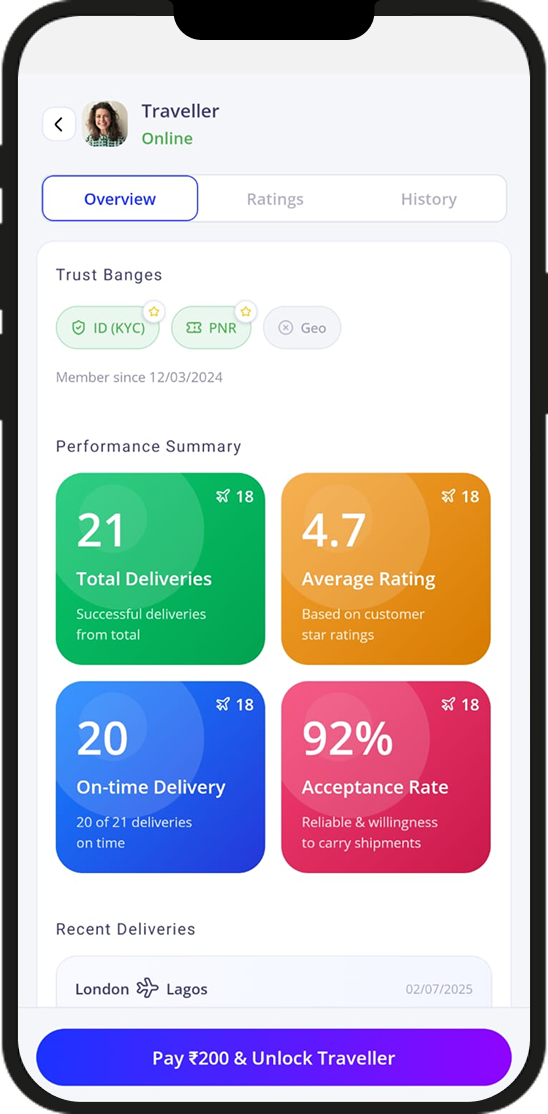 Traveller
Online
Overview
Ratings
History
Trust Banges
ID (KYC)
PNR
Geo
Member since 12/03/2024
Performance Summary
18
21
Total Deliveries
Successful deliveries
from total
18
4.7
Average Rating
Based on customer
star ratings
18
20
On-time Delivery
20 of 21 deliveries
on time
18
92%
Acceptance Rate
Reliable & willingness
to carry shipments
Recent Deliveries
London Lagos
02/07/2025
Pay ₹200 & Unlock Traveller